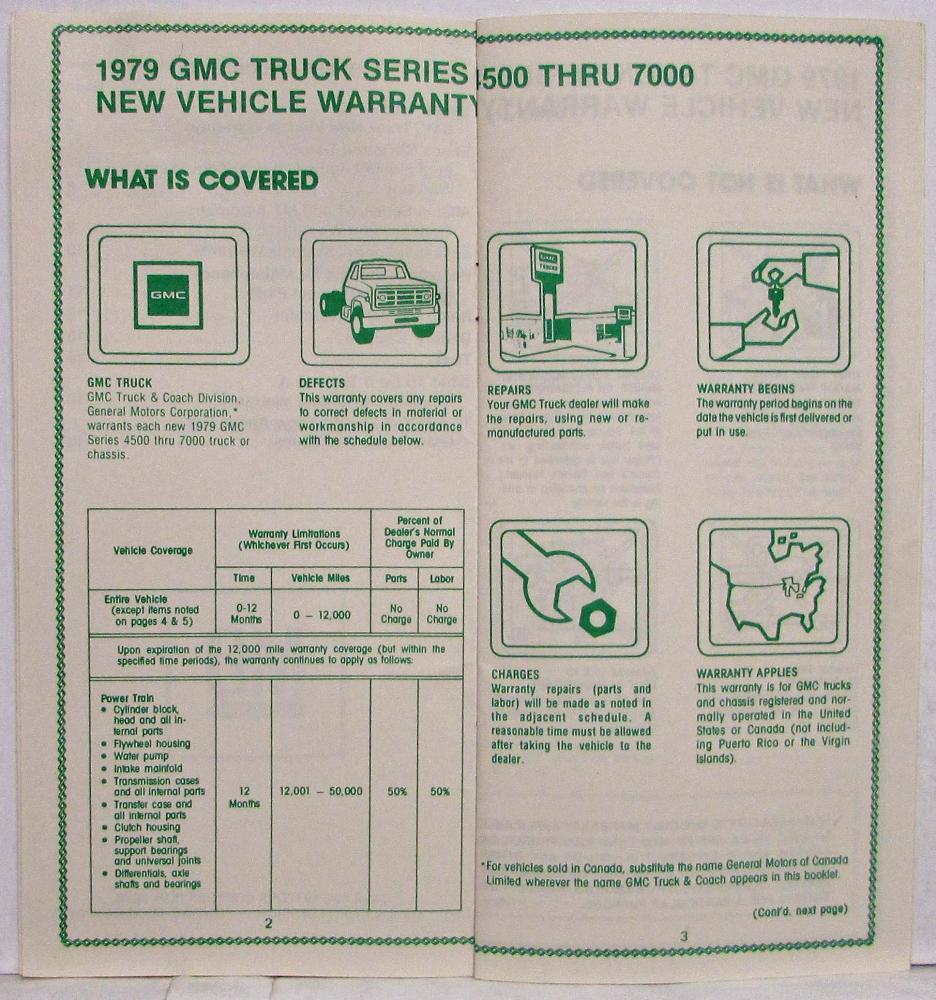 1979 GMC TRUCK SERIES 4500 THRU 7000
NEW VEHICLE WARRANTY
WHAT IS COVERED
GMC
GMC TRUCK
GMC Truck & Coach Division,
General Motors Corporation,*
warrants each new 1979 GMC
Series 4500 thru 7000 truck or
chassis.
DEFECTS
This warranty covers any repairs
to correct defects in material or
workmanship in accordance
with the schedule below.
GMC
TRUCKS
REPAIRS
Your GMC Truck dealer will make
the repairs, using new or re-
manufactured parts.
WARRANTY BEGINS
The warranty period begins on the
date the vehicle is first delivered or
put in use.
Vehicle Coverage
Warranty Limitations
(Whichever First Occurs)
Percent of
Dealer's Normal
Charge Paid By
Owner
Time Vehicle Miles Parts Labor
Entire Vehicle
(except items noted
on pages 4 & 5)
0-12
Months
0 – 12,000
No
Charge
No
Charge
Upon expiration of the 12,000 mile warranty coverage (but within the
specified time periods), the warranty continues to apply as follows:
Power Train
• Cylinder block,
head and all in-
ternal parts
• Flywheel housing
• Water pump
• Intake manifold
• Transmission cases
and all internal parts
• Transfer case and
all internal parts
• Clutch housing
• Propeller shaft,
support bearings
and universal joints
• Differentials, axle
shafts and bearings
12
Months
12,001 – 50,000
50%
50%
2
CHARGES
Warranty repairs (parts and
labor) will be made as noted in
the adjacent schedule. A
reasonable time must be allowed
after taking the vehicle to the
dealer.
WARRANTY APPLIES
This warranty is for GMC trucks
and chassis registered and nor-
mally operated in the United
States or Canada (not includ-
ing Puerto Rico or the Virgin
Islands).
*For vehicles sold in Canada, substitute the name General Motors of Canada
Limited wherever the name GMC Truck & Coach appears in this booklet.
(Cont'd. next page)
3